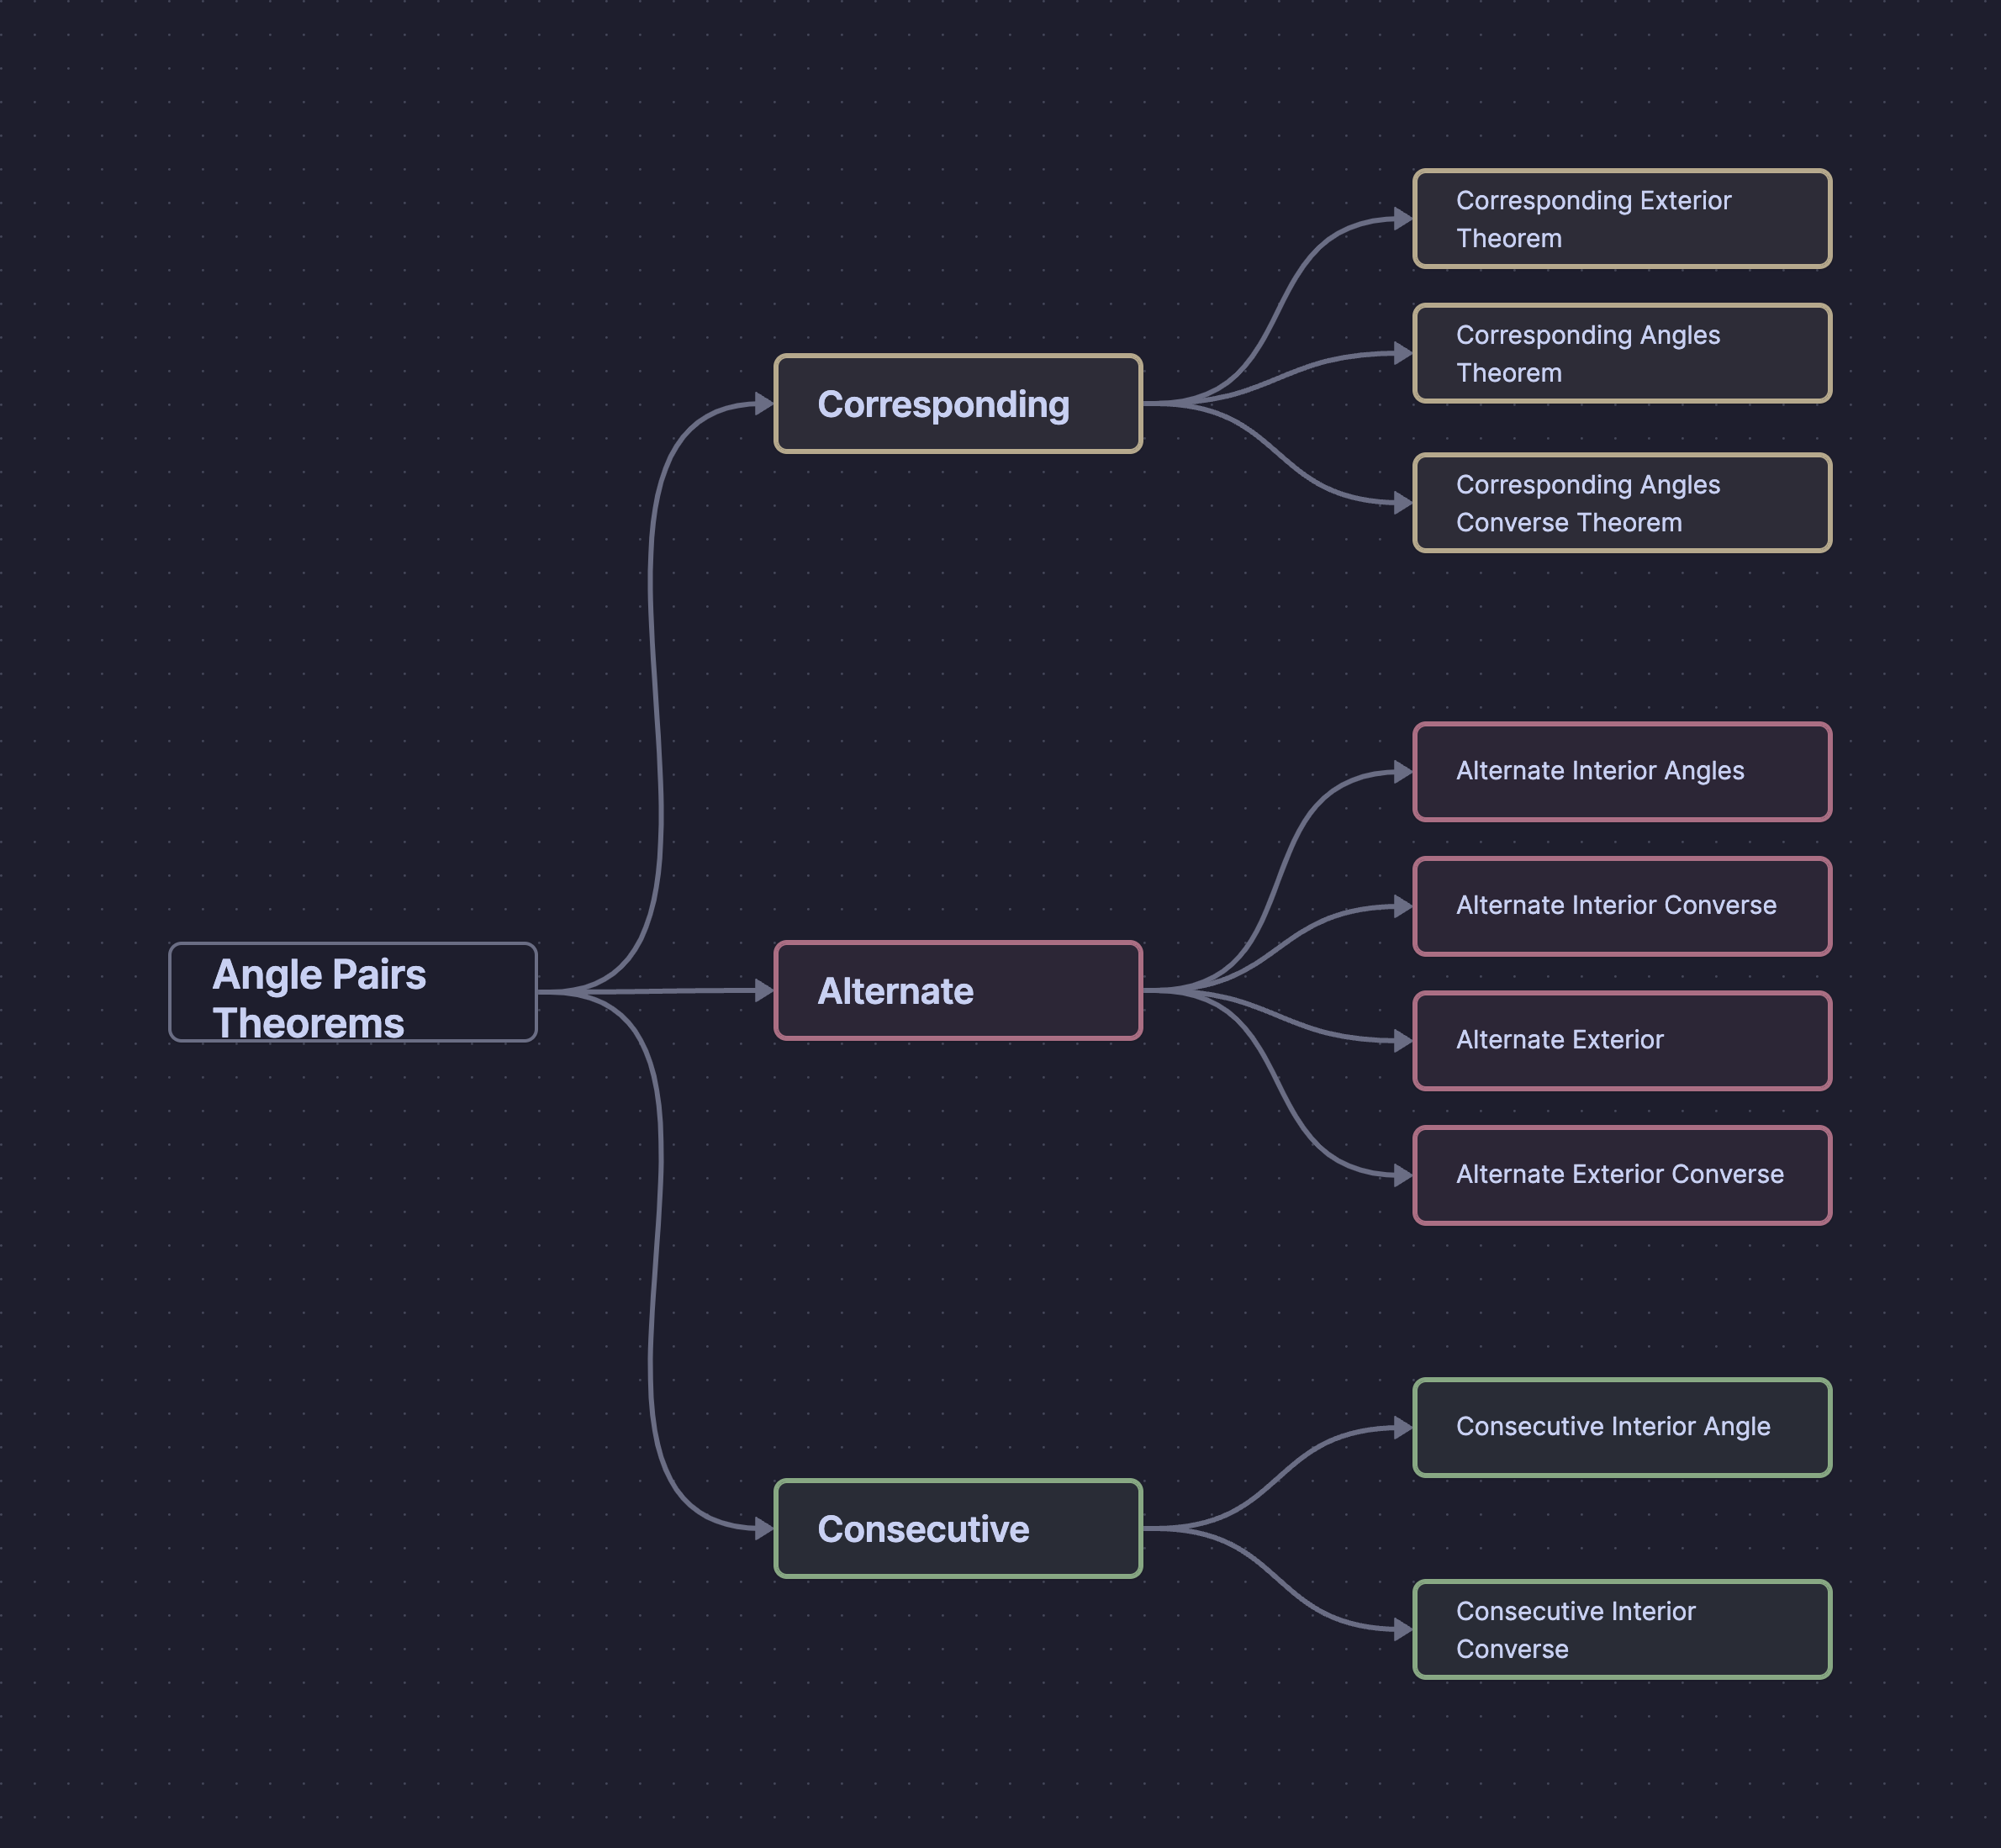 Angle Pairs
Theorems
Corresponding
Corresponding Exterior
Theorem
Corresponding Angles
Theorem
Corresponding Angles
Converse Theorem
Alternate
Alternate Interior Angles
Alternate Interior Converse
Alternate Exterior
Alternate Exterior Converse
Consecutive
Consecutive Interior Angle
Consecutive Interior
Converse